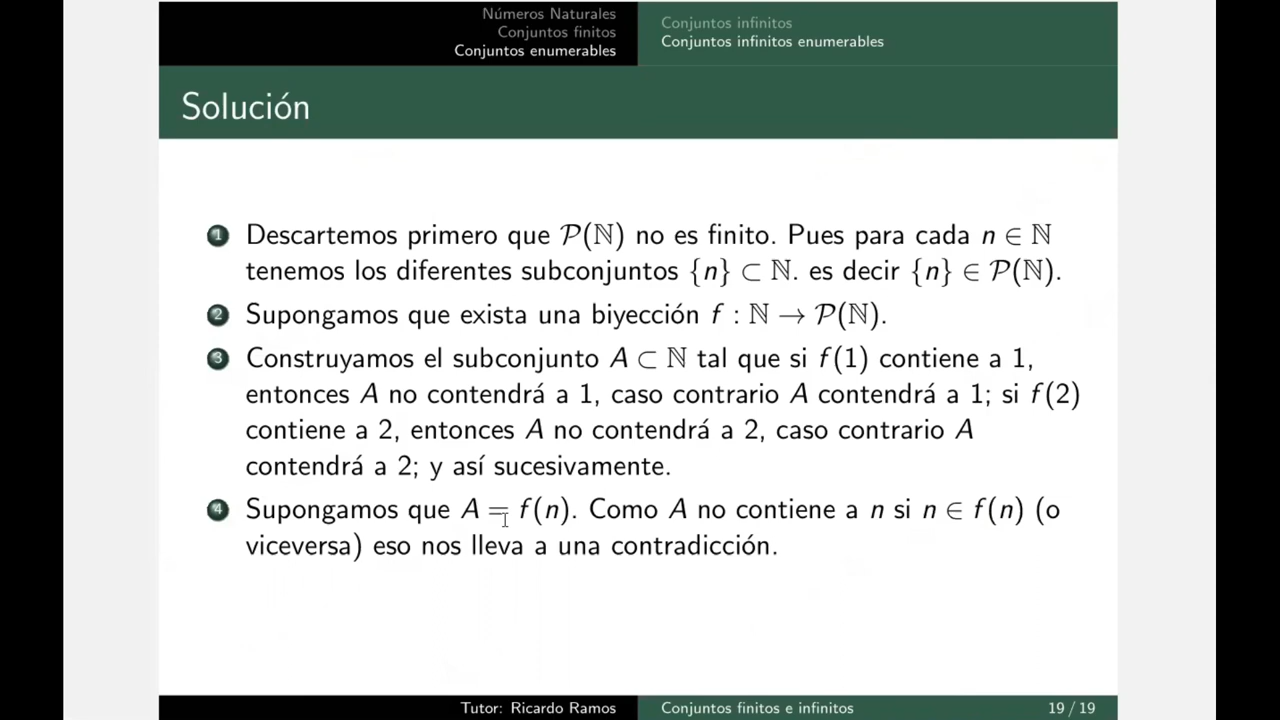 Números Naturales
Conjuntos finitos
Conjuntos enumerables
Conjuntos infinitos
Conjuntos infinitos enumerables
Solución
1 Descartemos primero que 𝒫(ℕ) no es finito. Pues para cada n ∈ ℕ
tenemos los diferentes subconjuntos {n} ⊂ ℕ. es decir {n} ∈ 𝒫(ℕ).
2 Supongamos que exista una biyección f : ℕ → 𝒫(ℕ).
3 Construyamos el subconjunto A ⊂ ℕ tal que si f(1) contiene a 1,
entonces A no contendrá a 1, caso contrario A contendrá a 1; si f(2)
contiene a 2, entonces A no contendrá a 2, caso contrario A
contendrá a 2; y así sucesivamente.
4 Supongamos que A = f(n). Como A no contiene a n si n ∈ f(n) (o
viceversa) eso nos lleva a una contradicción.
Tutor: Ricardo Ramos
Conjuntos finitos e infinitos
19 / 19